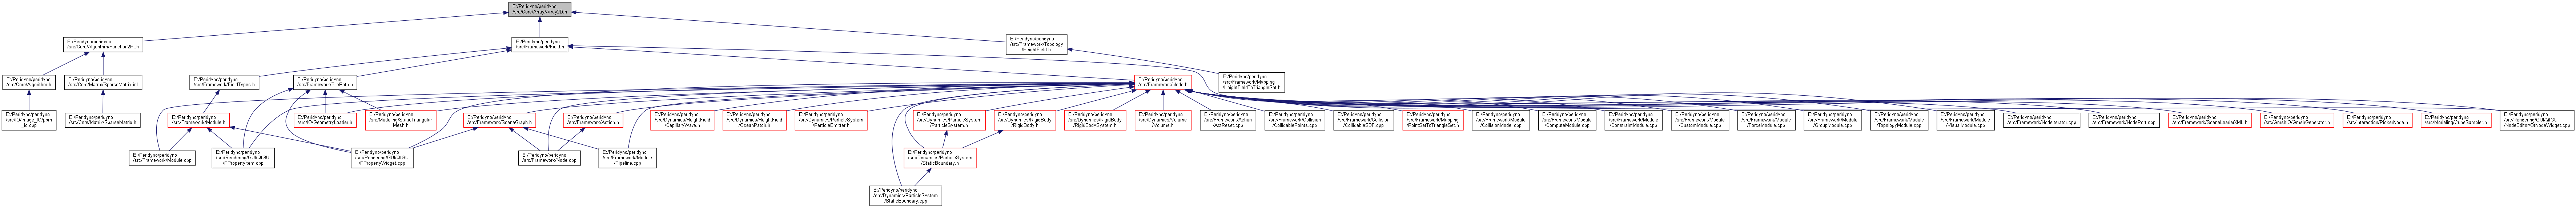 E:/Peridyno/peridyno
/src/Core/Array/Array2D.h
E:/Peridyno/peridyno
/src/Core/Algorithm/Function2Pt.h
E:/Peridyno/peridyno
/src/Framework/Field.h
E:/Peridyno/peridyno
/src/Framework/Topology
/HeightField.h
E:/Peridyno/peridyno
/src/Core/Algorithm.h
E:/Peridyno/peridyno
/src/Core/Matrix/SparseMatrix.inl
E:/Peridyno/peridyno
/src/Framework/FieldTypes.h
E:/Peridyno/peridyno
/src/Framework/FilePath.h
E:/Peridyno/peridyno
/src/Framework/Node.h
E:/Peridyno/peridyno
/src/Framework/Mapping
/HeightFieldToTriangleSet.h
E:/Peridyno/peridyno
/src/IO/Image_IO/ppm
_io.cpp
E:/Peridyno/peridyno
/src/Core/Matrix/SparseMatrix.h
E:/Peridyno/peridyno
/src/Framework/Module.h
E:/Peridyno/peridyno
/src/IO/GeometryLoader.h
E:/Peridyno/peridyno
/src/Modeling/StaticTriangular
Mesh.h
E:/Peridyno/peridyno
/src/Framework/SceneGraph.h
E:/Peridyno/peridyno
/src/Framework/Action.h
E:/Peridyno/peridyno
/src/Dynamics/HeightField
/CapillaryWave.h
E:/Peridyno/peridyno
/src/Dynamics/HeightField
/OceanPatch.h
E:/Peridyno/peridyno
/src/Dynamics/ParticleSystem
/ParticleEmitter.h
E:/Peridyno/peridyno
/src/Dynamics/ParticleSystem
/ParticleSystem.h
E:/Peridyno/peridyno
/src/Dynamics/RigidBody
/RigidBody.h
E:/Peridyno/peridyno
/src/Dynamics/RigidBody
/RigidBodySystem.h
E:/Peridyno/peridyno
/src/Dynamics/Volume
/Volume.h
E:/Peridyno/peridyno
/src/Framework/Action
/ActReset.cpp
E:/Peridyno/peridyno
/src/Framework/Collision
/CollidablePoints.cpp
E:/Peridyno/peridyno
/src/Framework/Collision
/CollidableSDF.cpp
E:/Peridyno/peridyno
/src/Framework/Mapping
/PointSetToTriangleSet.h
E:/Peridyno/peridyno
/src/Framework/Module
/CollisionModel.cpp
E:/Peridyno/peridyno
/src/Framework/Module
/ComputeModule.cpp
E:/Peridyno/peridyno
/src/Framework/Module
/ConstraintModule.cpp
E:/Peridyno/peridyno
/src/Framework/Module
/CustomModule.cpp
E:/Peridyno/peridyno
/src/Framework/Module
/ForceModule.cpp
E:/Peridyno/peridyno
/src/Framework/Module
/GroupModule.cpp
E:/Peridyno/peridyno
/src/Framework/Module
/TopologyModule.cpp
E:/Peridyno/peridyno
/src/Framework/Module
/VisualModule.cpp
E:/Peridyno/peridyno
/src/Framework/NodeIterator.cpp
E:/Peridyno/peridyno
/src/Framework/NodePort.cpp
E:/Peridyno/peridyno
/src/Framework/SceneLoaderXML.h
E:/Peridyno/peridyno
/src/GmshIO/GmshGenerator.h
E:/Peridyno/peridyno
/src/Interaction/PickerNode.h
E:/Peridyno/peridyno
/src/Modeling/CubeSampler.h
E:/Peridyno/peridyno
/src/Rendering/GUI/QtGUI
/NodeEditor/QtNodeWidget.cpp
E:/Peridyno/peridyno
/src/Framework/Module.cpp
E:/Peridyno/peridyno
/src/Rendering/GUI/QtGUI
/PPropertyItem.cpp
E:/Peridyno/peridyno
/src/Rendering/GUI/QtGUI
/PPropertyWidget.cpp
E:/Peridyno/peridyno
/src/Framework/Node.cpp
E:/Peridyno/peridyno
/src/Framework/Module
/Pipeline.cpp
E:/Peridyno/peridyno
/src/Dynamics/ParticleSystem
/StaticBoundary.h
E:/Peridyno/peridyno
/src/Dynamics/ParticleSystem
/StaticBoundary.cpp